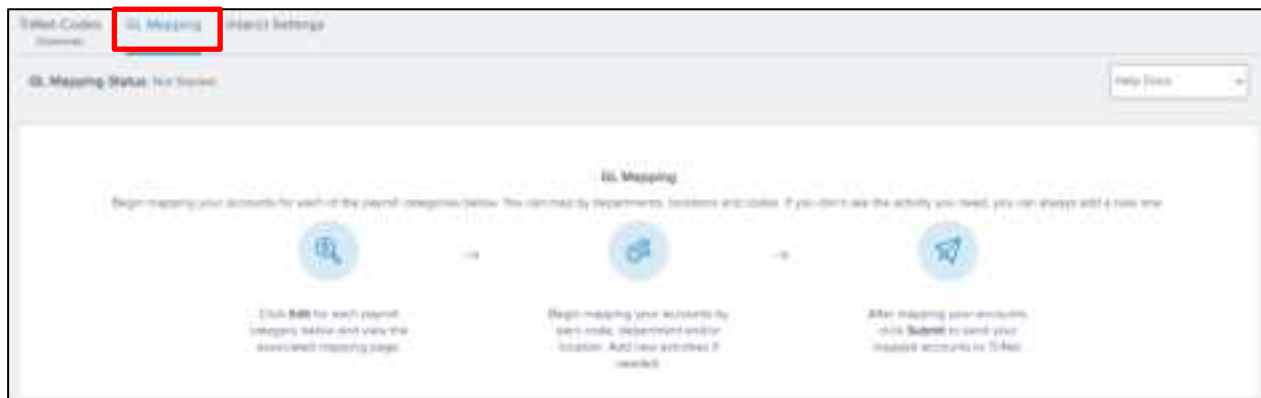 TriNet Codes GL Mapping Intacct Settings
GL Mapping Status: Not Started
Help Docs
GL Mapping
Begin mapping your accounts for each of the payroll categories below. You can map by departments, locations and codes. If you don't see the activity you need, you can always add a new one.
Click Edit for each payroll
category below and view the
associated mapping page.
Begin mapping your accounts by
earn code, department and/or
location. Add new activities if
needed.
After mapping your accounts,
click Submit to send your
mapped accounts to TriNet.